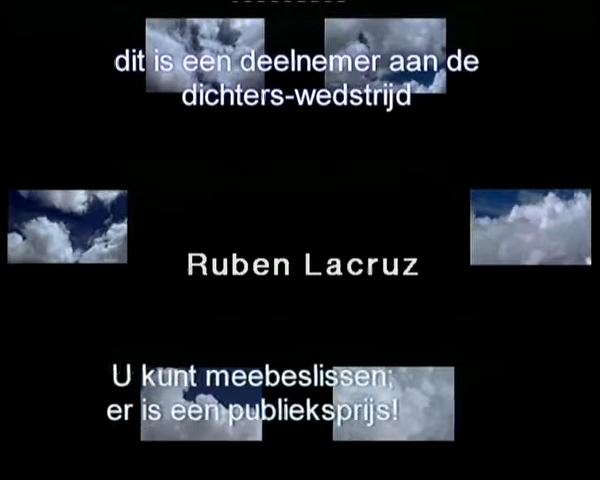 dit is een deelnemer aan de
dichters-wedstrijd
Ruben Lacruz
U kunt meebeslissen;
er is een publieksprijs!